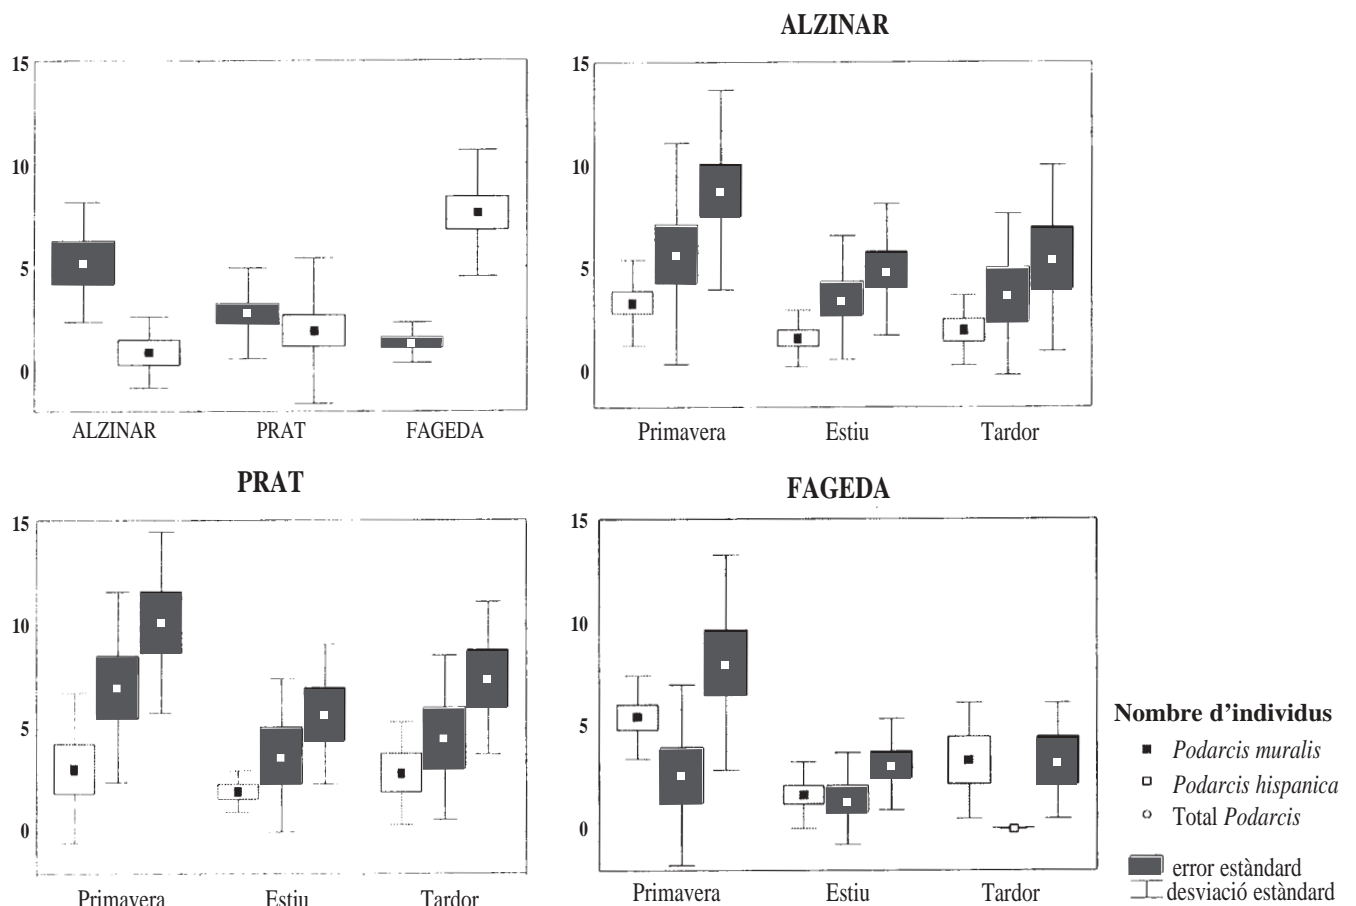 ALZINAR
15
10
5
0
ALZINAR PRAT FAGEDA
15
10
5
0
Primavera Estiu Tardor
PRAT
15
10
5
0
Primavera Estiu Tardor
FAGEDA
15
10
5
0
Primavera Estiu Tardor
Nombre d'individus
Podarcis muralis
Podarcis hispanica
Total Podarcis
error estàndard
desviació estàndard